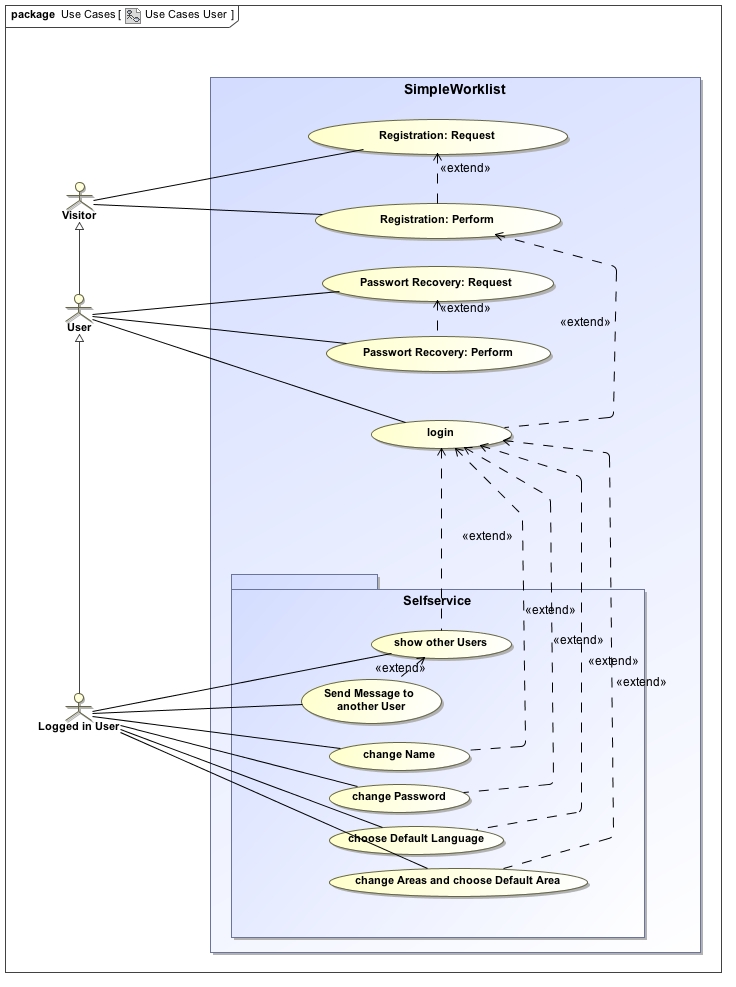 package Use Cases [ Use Cases User ]
SimpleWorklist
Registration: Request
«extend»
Visitor
Registration: Perform
Passwort Recovery: Request
«extend»
User
«extend»
Passwort Recovery: Perform
login
«extend»
Selfservice
«extend»
show other Users
«extend»
«extend»
«extend»
«extend»
Send Message to
another User
Logged in User
change Name
change Password
choose Default Language
change Areas and choose Default Area